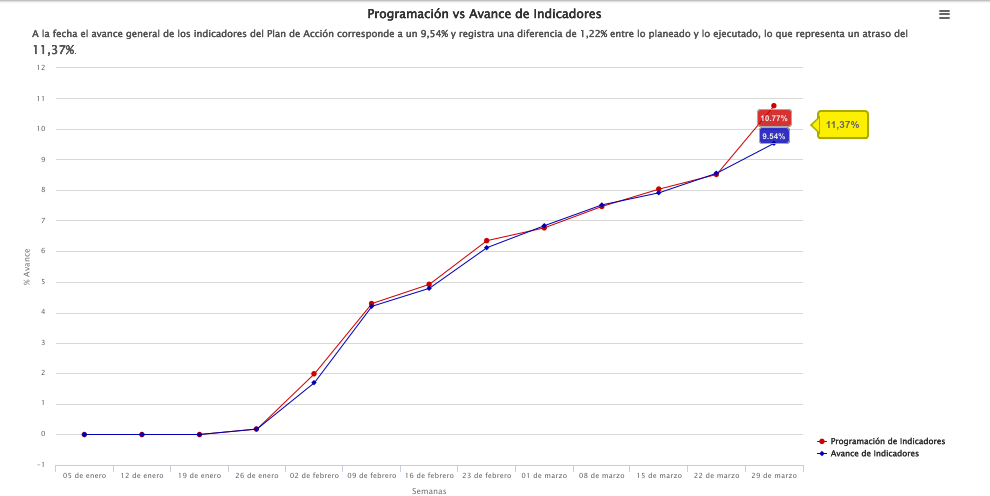 Programación vs Avance de Indicadores
A la fecha el avance general de los indicadores del Plan de Acción corresponde a un 9,54% y registra una diferencia de 1,22% entre lo planeado y lo ejecutado, lo que representa un atraso del
11,37%.
12
11
10
9
8
7
6
5
4
3
2
1
0
-1
% Avance
10.77%
9.54%
11,37%
Programación de Indicadores
Avance de Indicadores
05 de enero 12 de enero 19 de enero 26 de enero 02 de febrero 09 de febrero 16 de febrero 23 de febrero 01 de marzo 08 de marzo 15 de marzo 22 de marzo 29 de marzo
Semanas